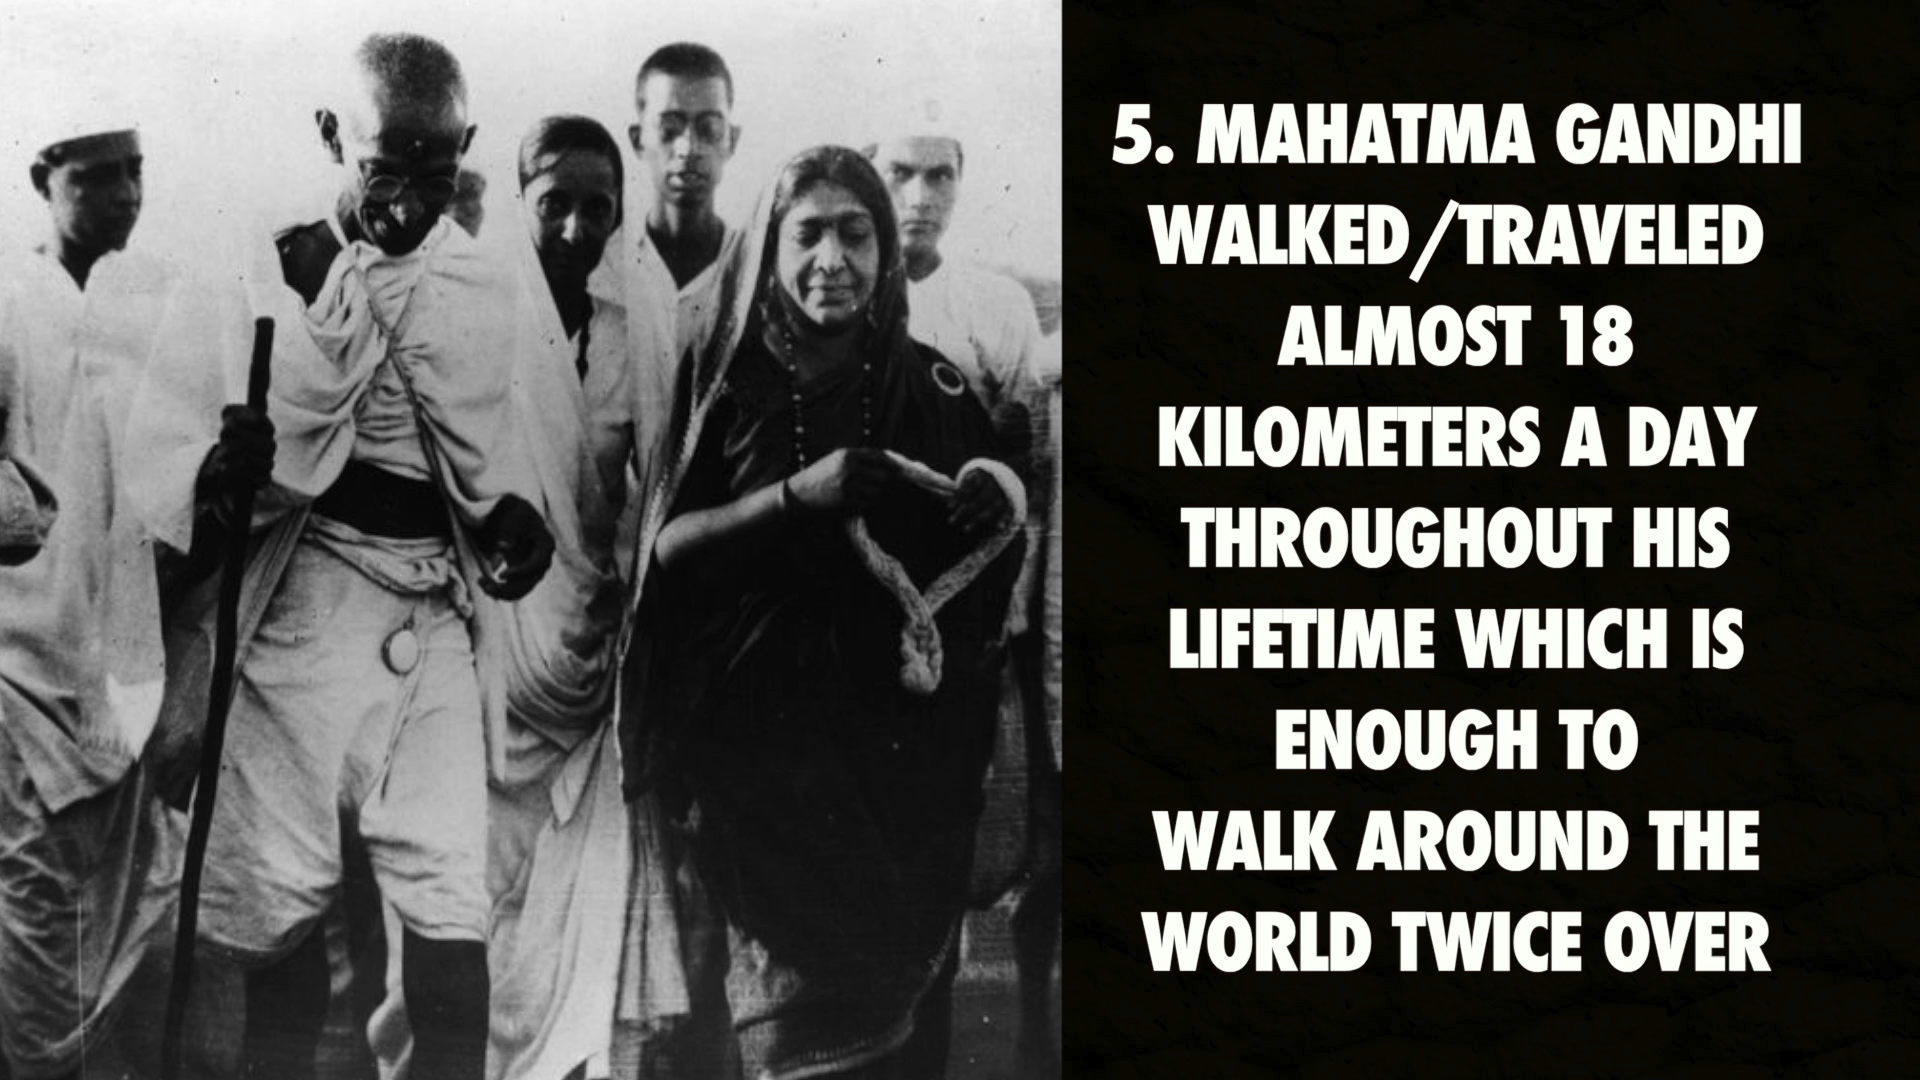 5. MAHATMA GANDHI
WALKED/TRAVELED
ALMOST 18
KILOMETERS A DAY
THROUGHOUT HIS
LIFETIME WHICH IS
ENOUGH TO
WALK AROUND THE
WORLD TWICE OVER